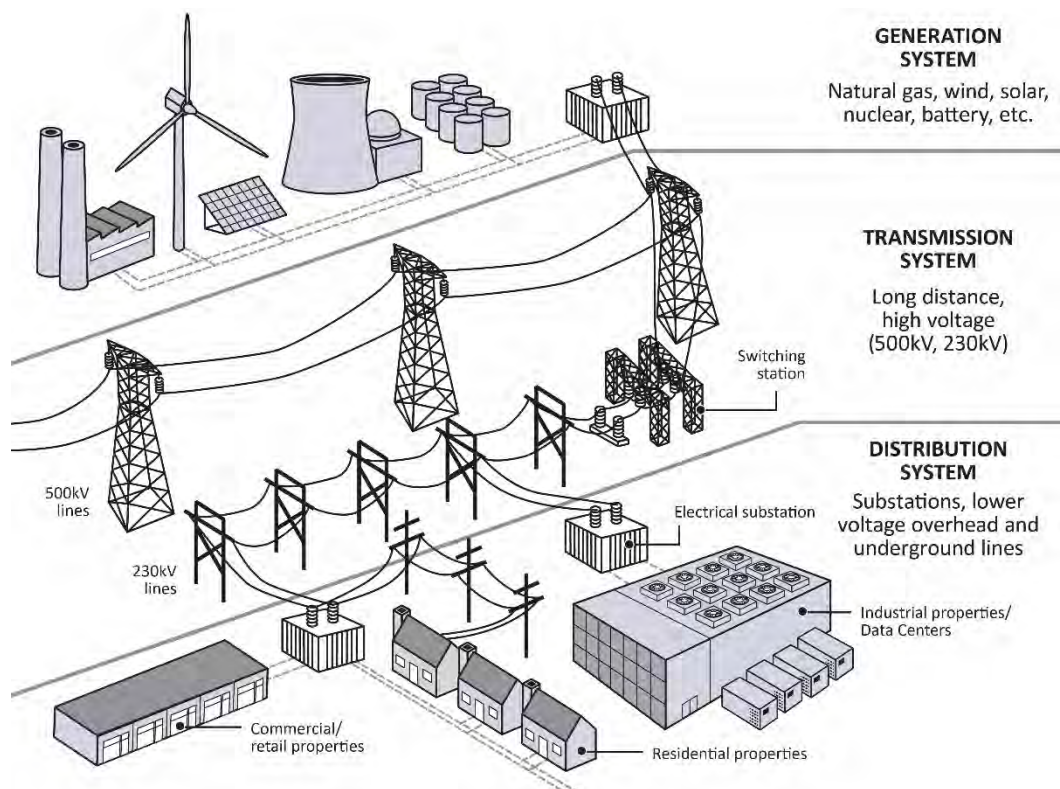 GENERATION
SYSTEM
Natural gas, wind, solar,
nuclear, battery, etc.
TRANSMISSION
SYSTEM
Long distance,
high voltage
(500kV, 230kV)
Switching
station
DISTRIBUTION
SYSTEM
Substations, lower
voltage overhead and
underground lines
500kV
lines
Electrical substation
230kV
lines
Industrial properties/
Data Centers
Commercial/
retail properties
Residential properties